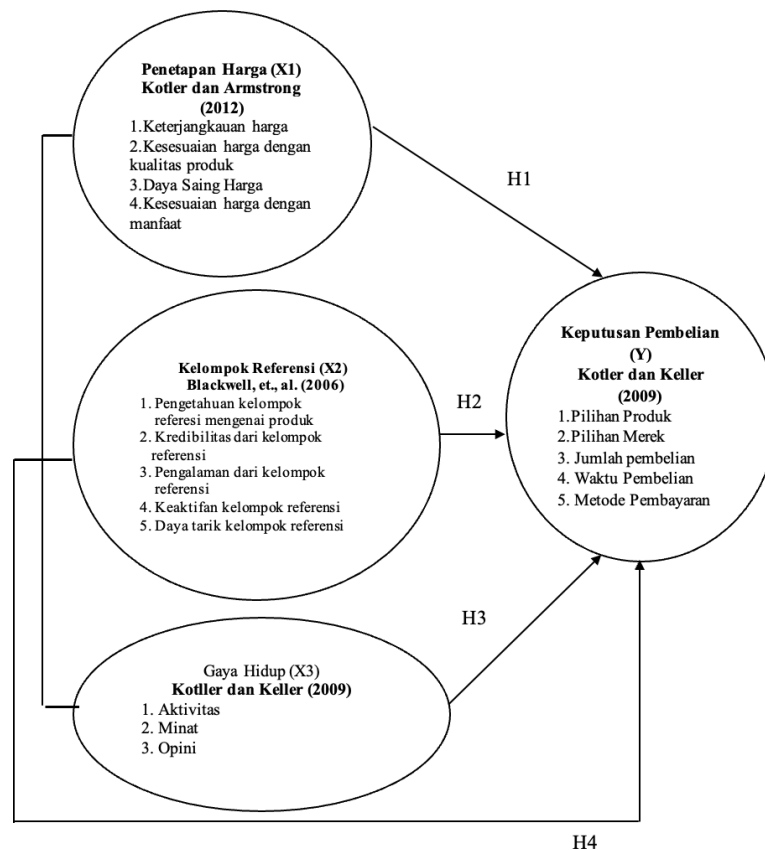 Penetapan Harga (X1)
Kotler dan Armstrong
(2012)
1.Keterjangkauan harga
2.Kesesuaian harga dengan
kualitas produk
3.Daya Saing Harga
4.Kesesuaian harga dengan
manfaat
H1
Kelompok Referensi (X2)
Blackwell, et., al. (2006)
1. Pengetahuan kelompok
referesi mengenai produk
2. Kredibilitas dari kelompok
referensi
3. Pengalaman dari kelompok
referensi
4. Keaktifan kelompok referensi
5. Daya tarik kelompok referensi
H2
Keputusan Pembelian
(Y)
Kotler dan Keller
(2009)
1.Pilihan Produk
2.Pilihan Merek
3. Jumlah pembelian
4. Waktu Pembelian
5. Metode Pembayaran
H3
Gaya Hidup (X3)
Kotller dan Keller (2009)
1. Aktivitas
2. Minat
3. Opini
H4